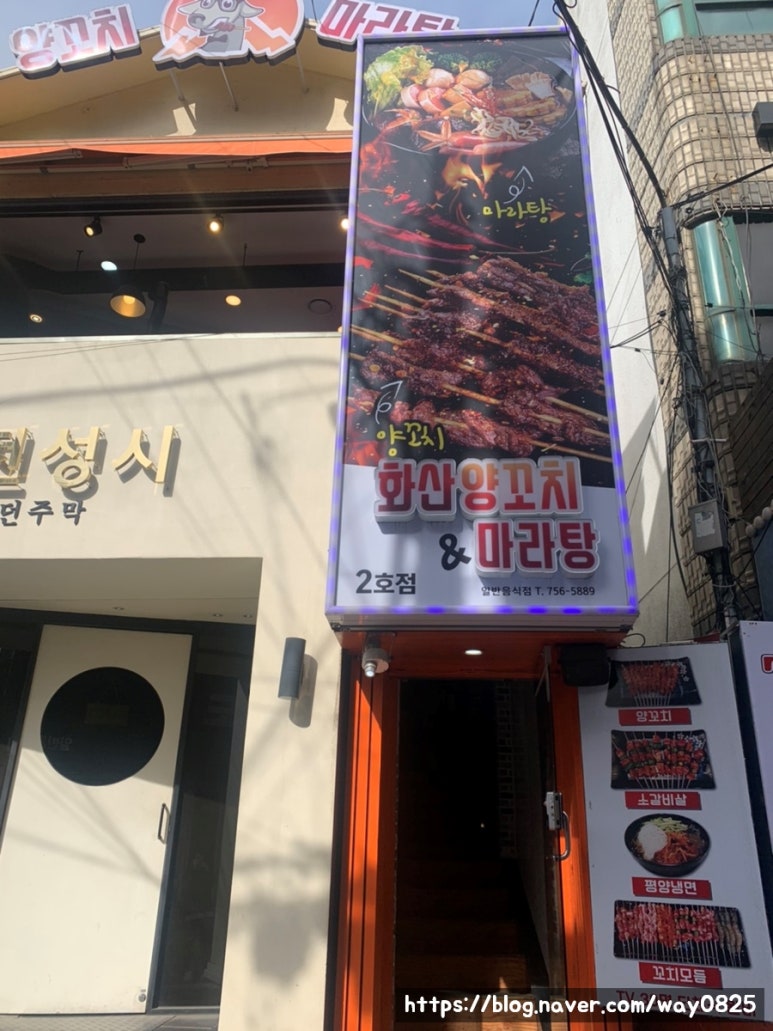 양꼬치
마라탕
마라탕
양꼬치
화산양꼬치
&마라탕
2호점
일반음식점 T. 756-5889
성시
던주막
양꼬치
소갈비살
평양냉면
꼬치모듬
https://blog.naver.com/way0825